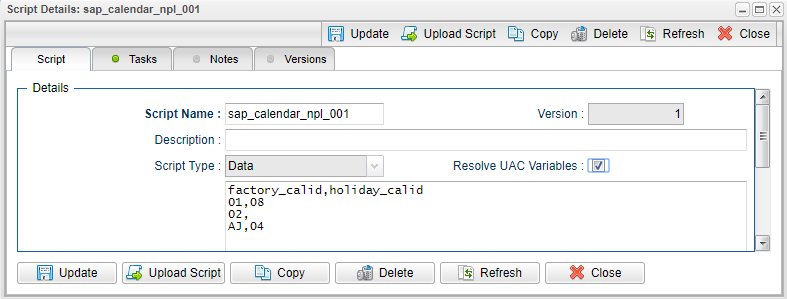 Script Details: sap_calendar_npl_001
Update Upload Script Copy Delete Refresh Close
Script Tasks Notes Versions
Details
Script Name : sap_calendar_npl_001 Version : 1
Description :
Script Type : Data Resolve UAC Variables :
factory_calid,holiday_calid
01,08
02,
AJ,04
Update Upload Script Copy Delete Refresh Close